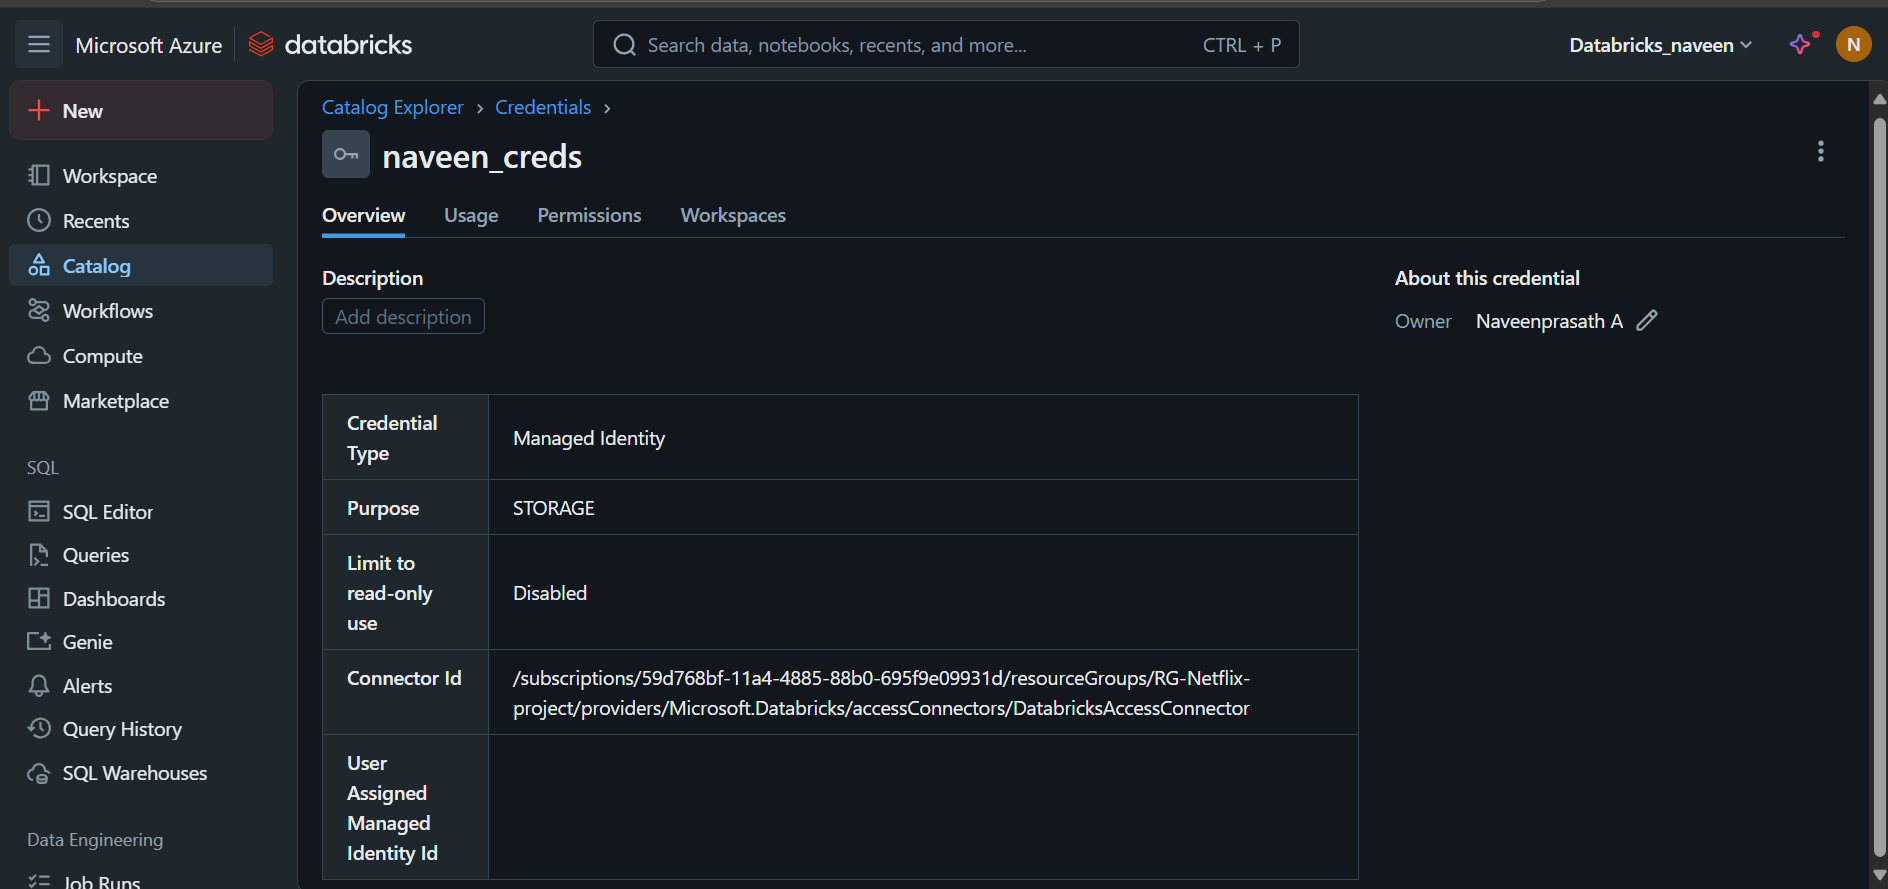 Microsoft Azure
databricks
Search data, notebooks, recents, and more...
CTRL + P
Databricks_naveen
N
New
Workspace
Recents
Catalog
Workflows
Compute
Marketplace
SQL
SQL Editor
Queries
Dashboards
Genie
Alerts
Query History
SQL Warehouses
Data Engineering
Job Runs
Catalog Explorer › Credentials ›
naveen_creds
Overview
Usage
Permissions
Workspaces
Description
Add description
About this credential
Owner Naveenprasath A
Credential
Type
Managed Identity
Purpose
STORAGE
Limit to
read-only
use
Disabled
Connector Id
/subscriptions/59d768bf-11a4-4885-88b0-695f9e09931d/resourceGroups/RG-Netflix-
project/providers/Microsoft.Databricks/accessConnectors/DatabricksAccessConnector
User
Assigned
Managed
Identity Id